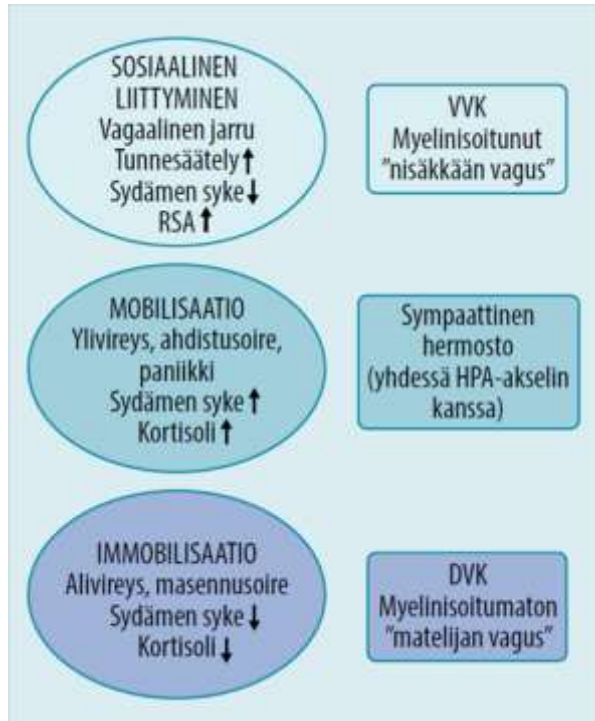 SOSIAALINEN
LIITTYMINEN
Vagaalinen jarru
Tunnesäätely ↑
Sydämen syke ↓
RSA ↑
VVK
Myelinisoitunut
"nisäkkään vagus"
MOBILISAATIO
Ylivireys, ahdistusoire,
paniikki
Sydämen syke ↑
Kortisoli ↑
Sympaattinen
hermosto
(yhdessä HPA-akselin
kanssa)
IMMOBILISAATIO
Alivireys, masennusoire
Sydämen syke ↓
Kortisoli ↓
DVK
Myelinisoitumaton
"matelijan vagus"